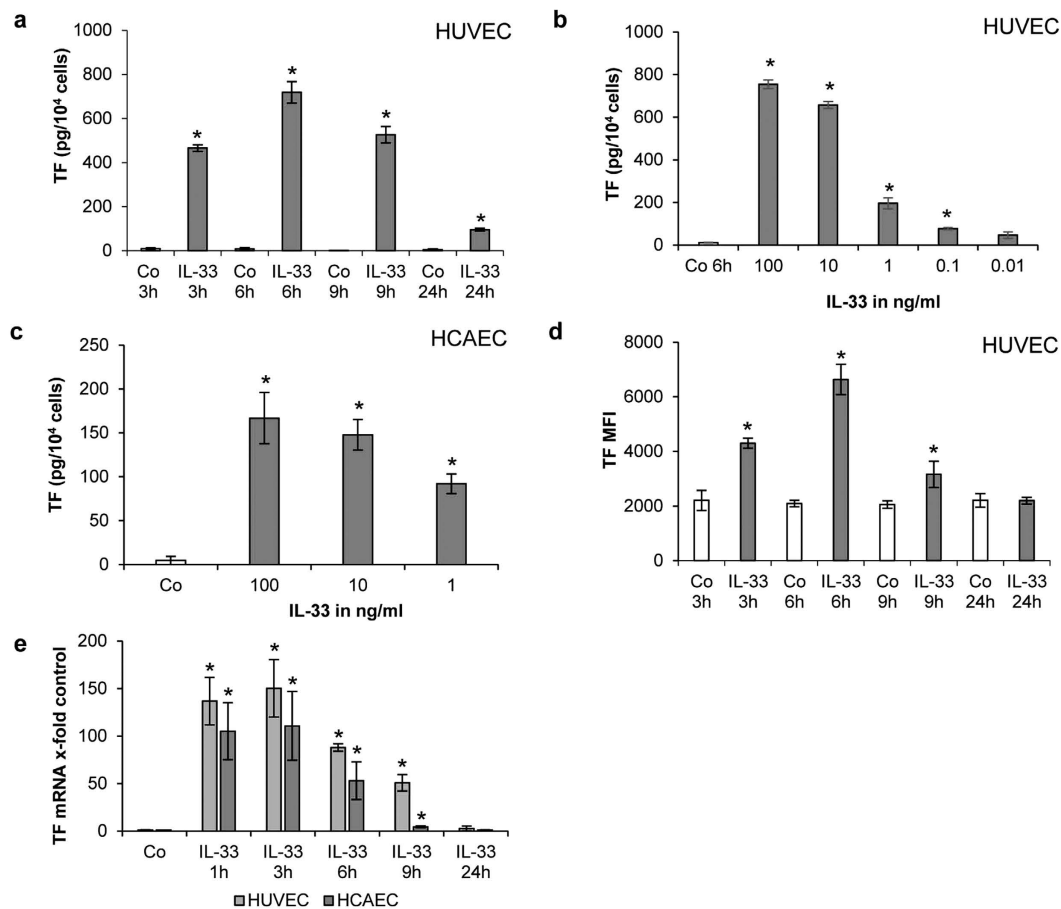 a
HUVEC
TF (pg/10⁴ cells)
1000
800
600
400
200
0
* * * *
Co IL-33 Co IL-33 Co IL-33 Co IL-33
3h 3h 6h 6h 9h 9h 24h 24h
b
HUVEC
TF (pg/10⁴ cells)
1000
800
600
400
200
0
* * * *
Co 6h 100 10 1 0.1 0.01
IL-33 in ng/ml
c
HCAEC
TF (pg/10⁴ cells)
250
200
150
100
50
0
* * *
Co 100 10 1
IL-33 in ng/ml
d
HUVEC
TF MFI
8000
6000
4000
2000
0
* * *
Co IL-33 Co IL-33 Co IL-33 Co IL-33
3h 3h 6h 6h 9h 9h 24h 24h
e
TF mRNA x-fold control
200
150
100
50
0
* * * * * * * *
Co IL-33 IL-33 IL-33 IL-33 IL-33
1h 3h 6h 9h 24h
HUVEC HCAEC